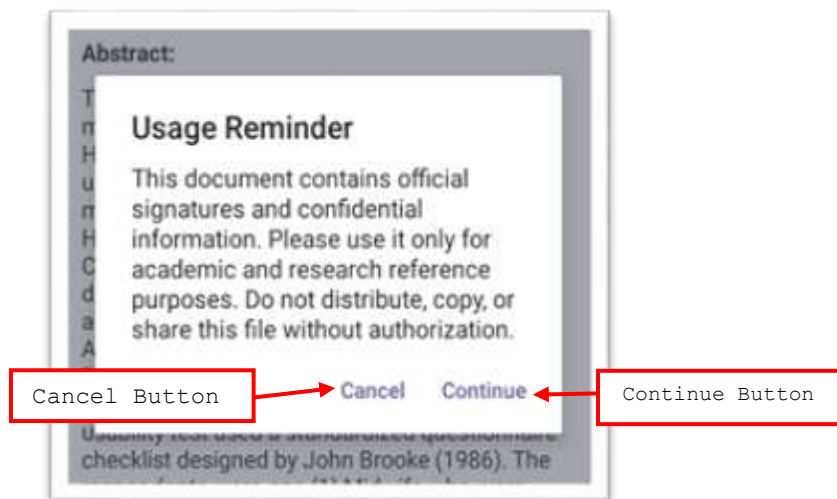 Abstract:
Usage Reminder
This document contains official
signatures and confidential
information. Please use it only for
academic and research reference
purposes. Do not distribute, copy, or
share this file without authorization.
Cancel Button
Cancel Continue
Continue Button
usability test used a standardized questionnaire
checklist designed by John Brooke (1986). The